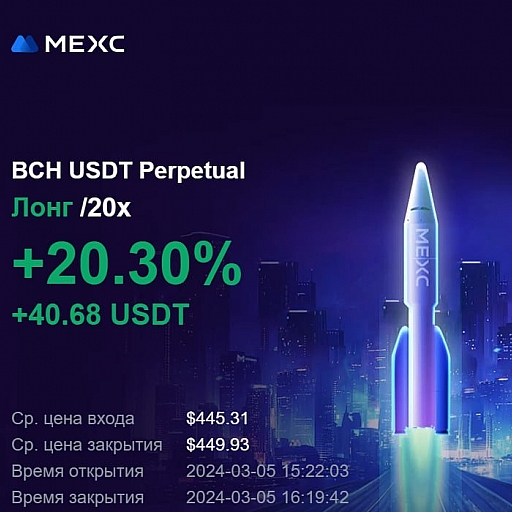 MEXC
BCH USDT Perpetual
Лонг /20x
+20.30%
+40.68 USDT
MEXC
Ср. цена входа $445.31
Ср. цена закрытия $449.93
Время открытия 2024-03-05 15:22:03
Время закрытия 2024-03-05 16:19:42